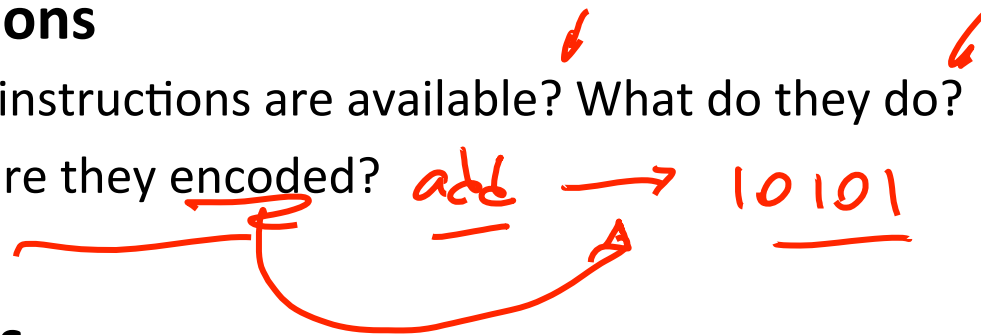 ons
instructions are available? What do they do?
re they encoded? add → 10101